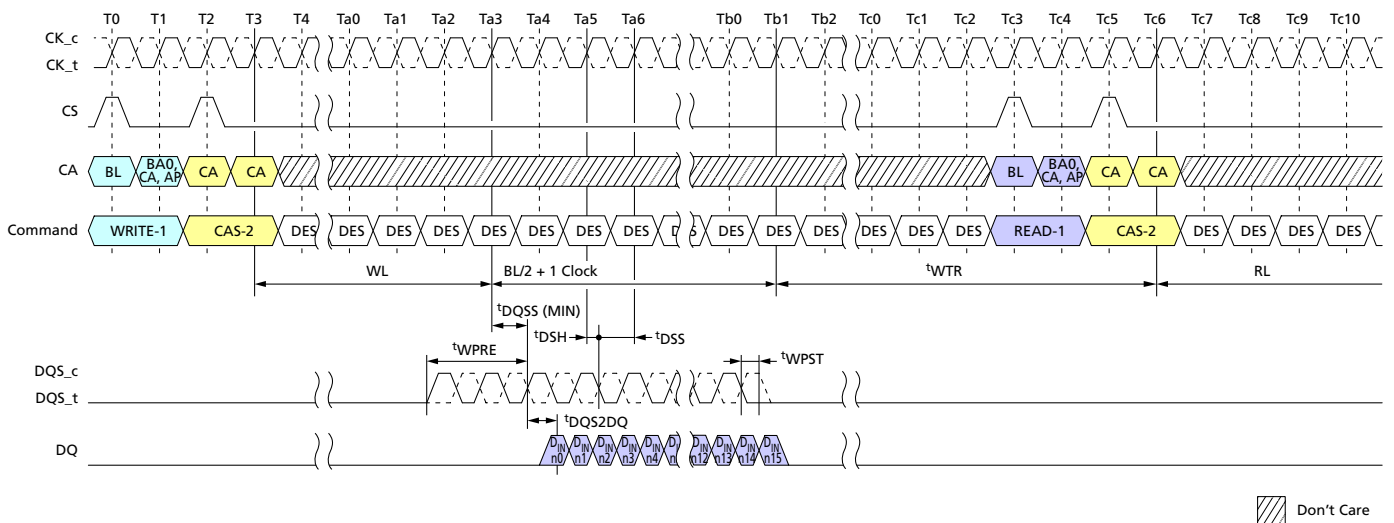 T0 T1 T2 T3 T4 Ta0 Ta1 Ta2 Ta3 Ta4 Ta5 Ta6 Tb0 Tb1 Tb2 Tc0 Tc1 Tc2 Tc3 Tc4 Tc5 Tc6 Tc7 Tc8 Tc9 Tc10
CK_c
CK_t
CS
CA BL BA0, CA, AP CA CA BL BA0, CA, AP CA CA
Command WRITE-1 CAS-2 DES DES DES DES DES DES DES DES DES DES DES DES DES DES DES READ-1 CAS-2 DES DES DES DES
WL BL/2 + 1 Clock tWTR RL
tDQSS (MIN)
tDSH tDSS
tWPRE tWPST
DQS_c
DQS_t
tDQS2DQ
DQ DIN n0 DIN n1 DIN n2 DIN n3 DIN n4 DIN n12 DIN n13 DIN n14 DIN n15
Don't Care